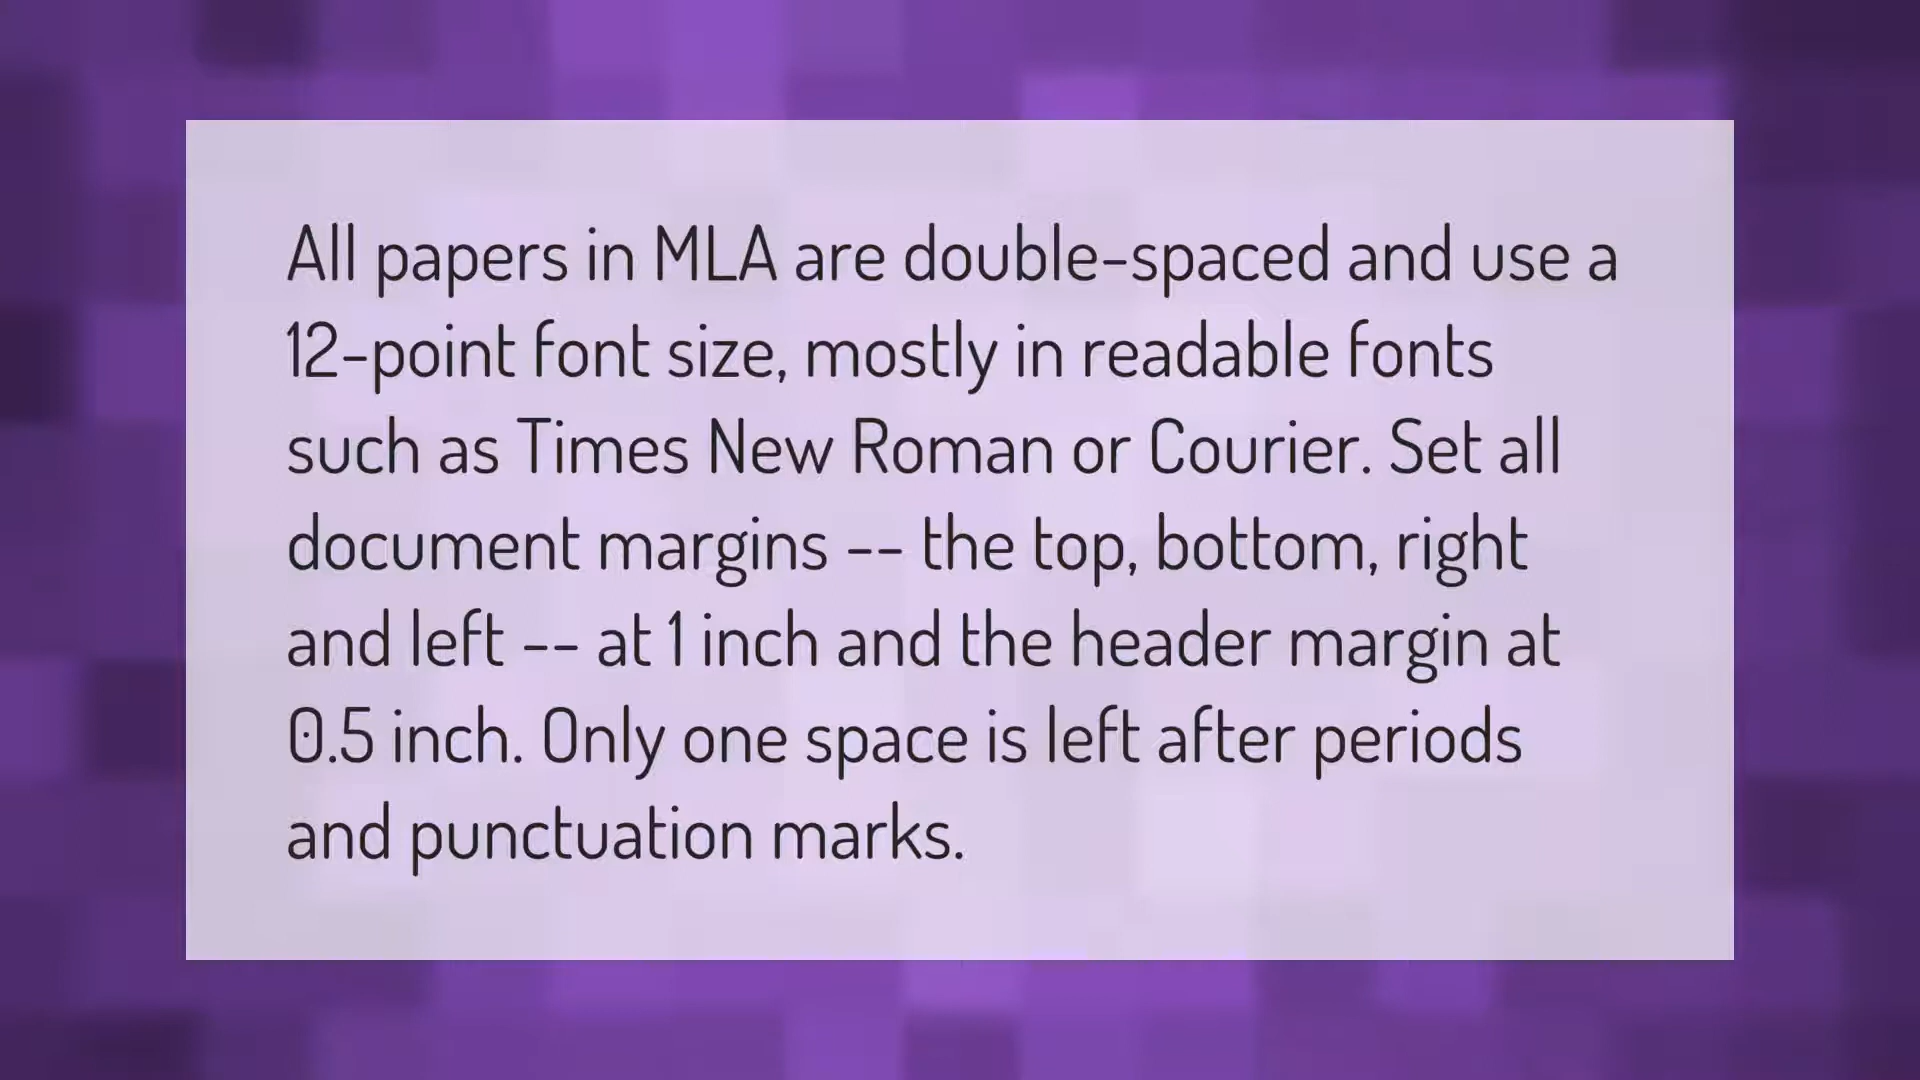 All papers in MLA are double-spaced and use a
12-point font size, mostly in readable fonts
such as Times New Roman or Courier. Set all
document margins -- the top, bottom, right
and left -- at 1 inch and the header margin at
0.5 inch. Only one space is left after periods
and punctuation marks.